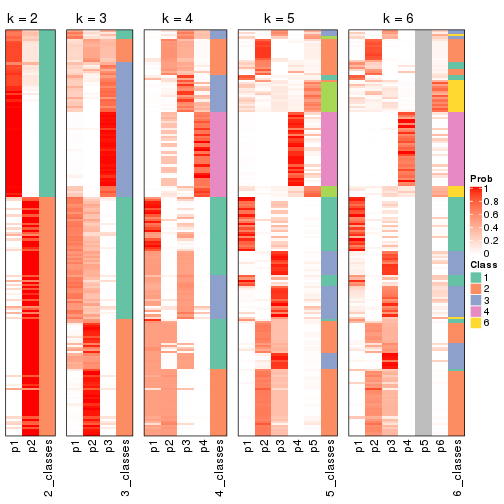 k = 2 k = 3 k = 4 k = 5 k = 6
Prob
1
0.8
0.6
0.4
0.2
0
Class
1
2
3
4
6
p1 p2 2_classes p1 p2 p3 3_classes p1 p2 p3 p4 4_classes p1 p2 p3 p4 p5 5_classes p1 p2 p3 p4 p5 p6 6_classes